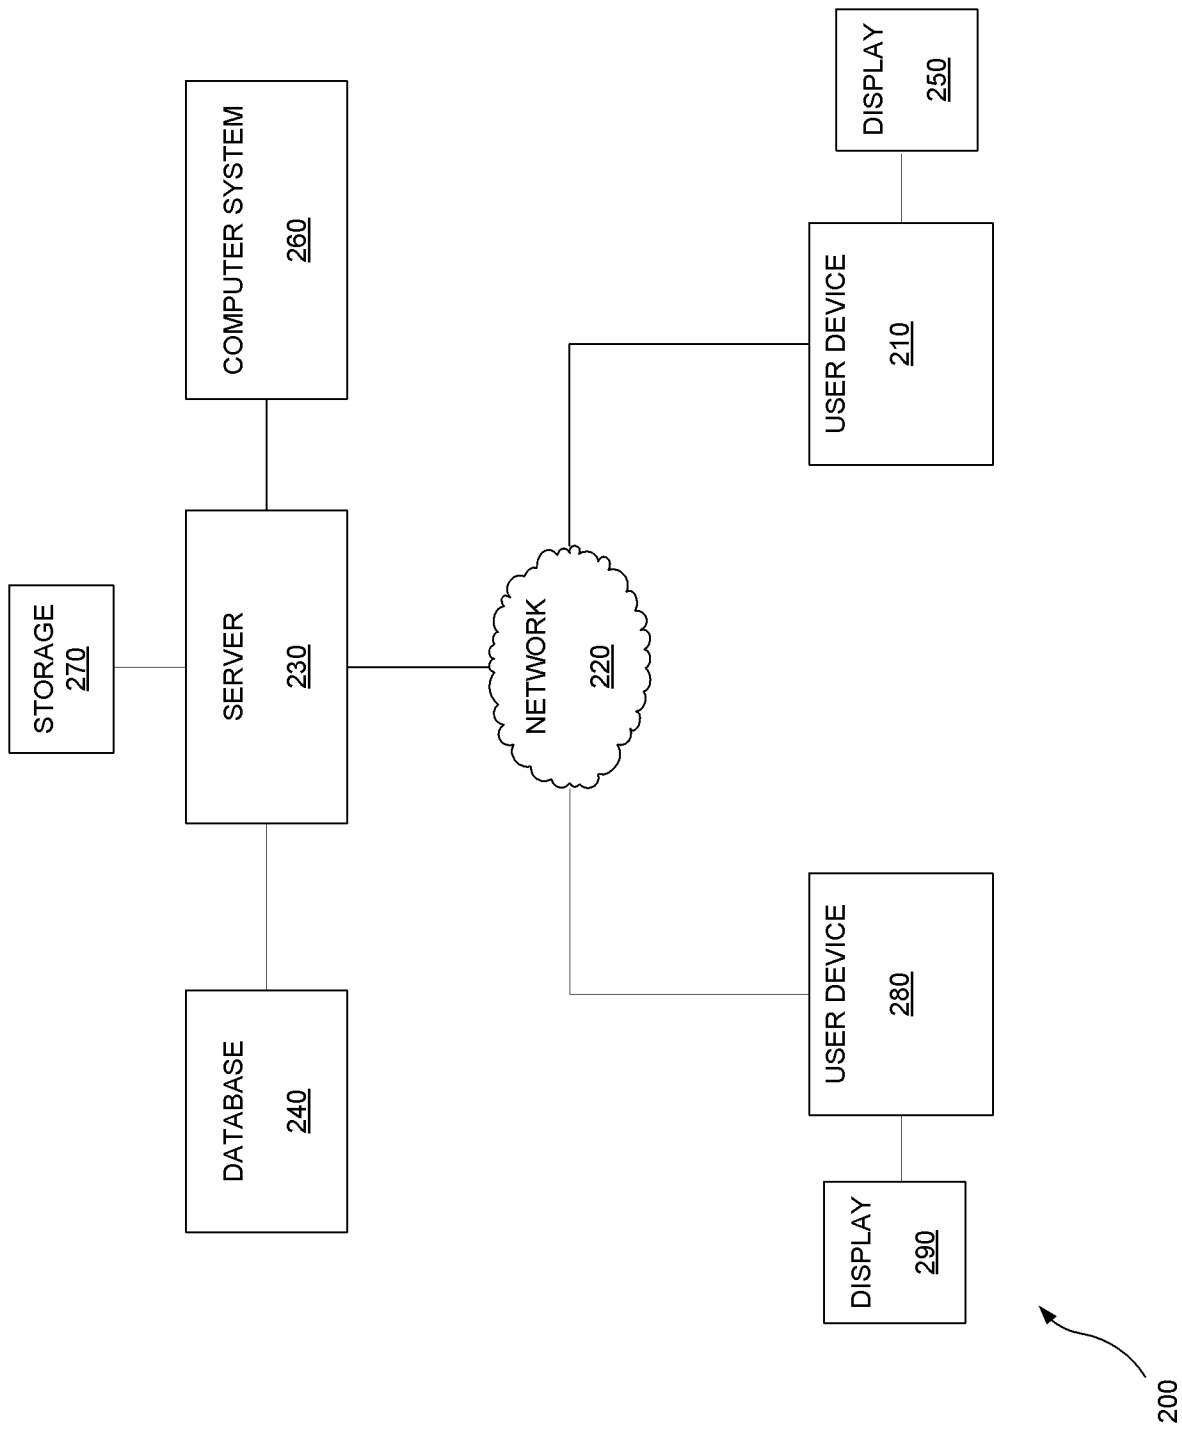 STORAGE
270
DATABASE
240
SERVER
230
COMPUTER SYSTEM
260
NETWORK
220
DISPLAY
290
USER DEVICE
280
USER DEVICE
210
DISPLAY
250
200